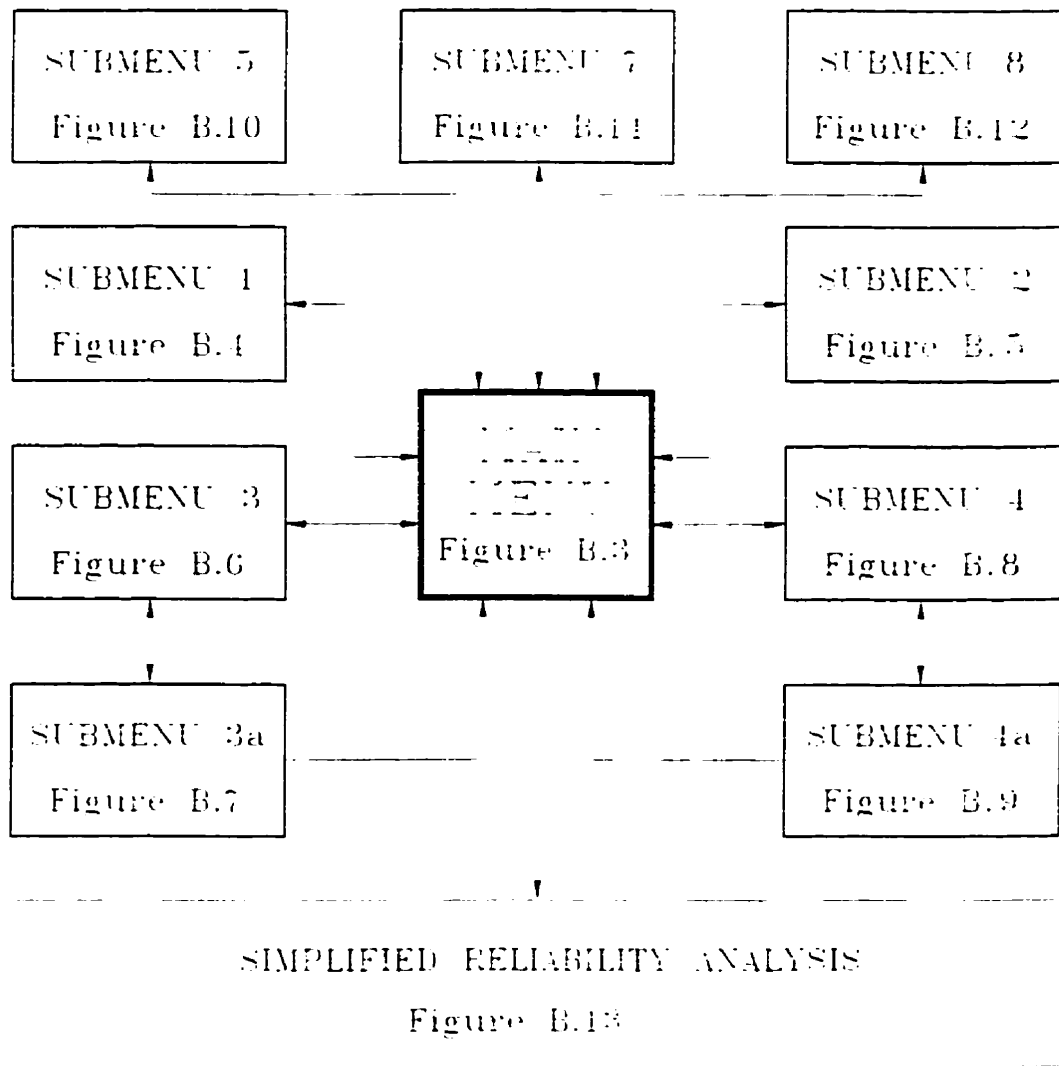 SUBMENU 5
Figure B.10
SUBMENU 7
Figure B.11
SUBMENU 8
Figure B.12
SUBMENU 1
Figure B.4
SUBMENU 2
Figure B.5
MAIN
MENU
Figure B.3
SUBMENU 3
Figure B.6
SUBMENU 4
Figure B.8
SUBMENU 3a
Figure B.7
SUBMENU 4a
Figure B.9
SIMPLIFIED RELIABILITY ANALYSIS
Figure B.13